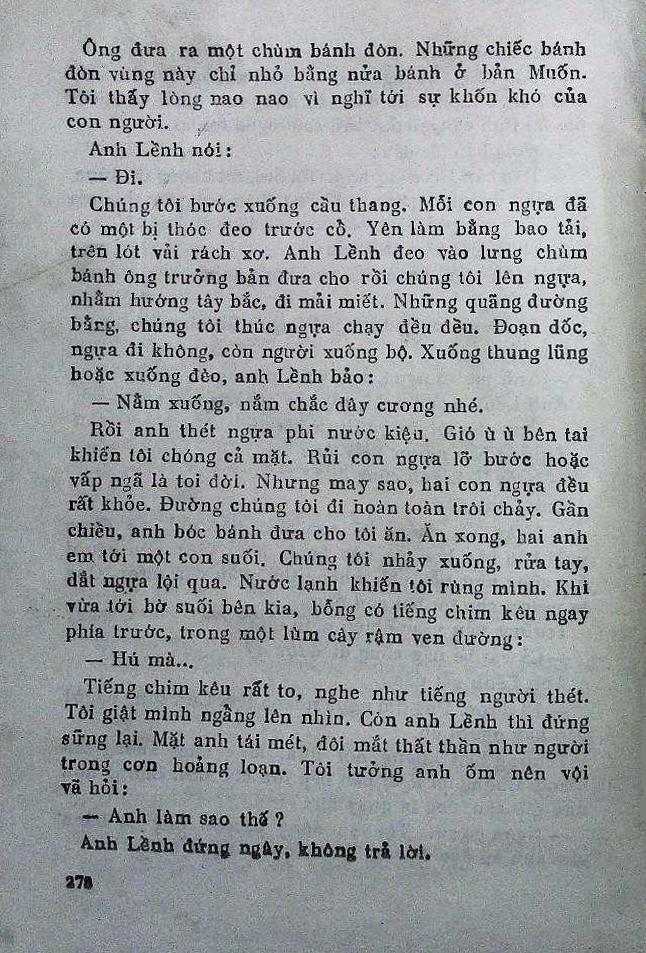 Ông đưa ra một chùm bánh đòn. Những chiếc bánh
đòn vùng này chỉ nhỏ bằng nửa bánh ở bản Muốn.
Tôi thấy lòng nao nao vì nghĩ tới sự khốn khó của
con người.
Anh Lềnh nói :
— Đi.
Chúng tôi bước xuống cầu thang. Mỗi con ngựa đã
có một bị thóc đeo trước cổ. Yên làm bằng bao tải,
trên lót vải rách xơ. Anh Lềnh đeo vào lưng chùm
bánh ông trưởng bản đưa cho rồi chúng tôi lên ngựa,
nhằm hướng tây bắc, đi mải miết. Những quãng đường
bằng, chúng tôi thúc ngựa chạy đều đều. Đoạn dốc,
ngựa đi không, còn người xuống bộ. Xuống thung lũng
hoặc xuống đèo, anh Lềnh bảo :
— Nằm xuống, nắm chắc dây cương nhé.
Rồi anh thét ngựa phi nước kiệu. Gió ù ù bên tai
khiến tôi chóng cả mặt. Rủi con ngựa lỡ bước hoặc
vấp ngã là toi đời. Nhưng may sao, hai con ngựa đều
rất khỏe. Đường chúng tôi đi hoàn toàn trôi chảy. Gần
chiều, anh bóc bánh đưa cho tôi ăn. Ăn xong, hai anh
em tới một con suối. Chúng tôi nhảy xuống, rửa tay,
dắt ngựa lội qua. Nước lạnh khiến tôi rùng mình. Khi
vừa tới bờ suối bên kia, bỗng có tiếng chim kêu ngay
phía trước, trong một lùm cây rậm ven đường :
— Hú mà...
Tiếng chim kêu rất to, nghe như tiếng người thét.
Tôi giật mình ngẩng lên nhìn. Còn anh Lềnh thì đứng
sững lại. Mặt anh tái mét, đôi mắt thất thần như người
trong cơn hoảng loạn. Tôi tưởng anh ốm nên vội
vã hỏi :
— Anh làm sao thế ?
Anh Lềnh đứng ngây, không trả lời.